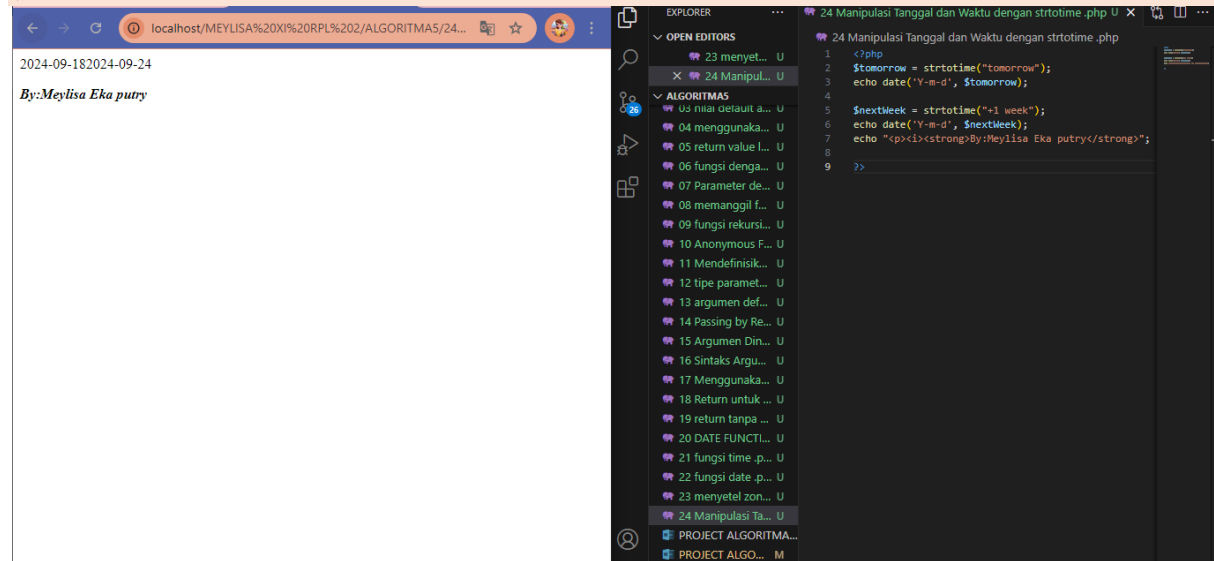 localhost/MEYLISA%20XI%20RPL%202/ALGORITMA5/24...
2024-09-182024-09-24
By:Meylisa Eka putry
EXPLORER ...
OPEN EDITORS
23 menyet... U
24 Manipul... U
ALGORITMA5
03 nilai default a... U
04 menggunaka... U
05 return value l... U
06 fungsi denga... U
07 Parameter de... U
08 memanggil f... U
09 fungsi rekursi... U
10 Anonymous F... U
11 Mendefinisik... U
12 tipe paramet... U
13 argumen def... U
14 Passing by Re... U
15 Argumen Din... U
16 Sintaks Argu... U
17 Menggunaka... U
18 Return untuk ... U
19 return tanpa ... U
20 DATE FUNCTI... U
21 fungsi time .p... U
22 fungsi date .p... U
23 menyetel zon... U
24 Manipulasi Ta... U
PROJECT ALGORITMA...
PROJECT ALGO... M
26
24 Manipulasi Tanggal dan Waktu dengan strtotime .php U ...
24 Manipulasi Tanggal dan Waktu dengan strtotime .php
1 <?php
2 $tomorrow = strtotime("tomorrow");
3 echo date('Y-m-d', $tomorrow);
4
5 $nextWeek = strtotime("+1 week");
6 echo date('Y-m-d', $nextWeek);
7 echo "<p><i><strong>By:Meylisa Eka putry</strong>";
8
9 ?>